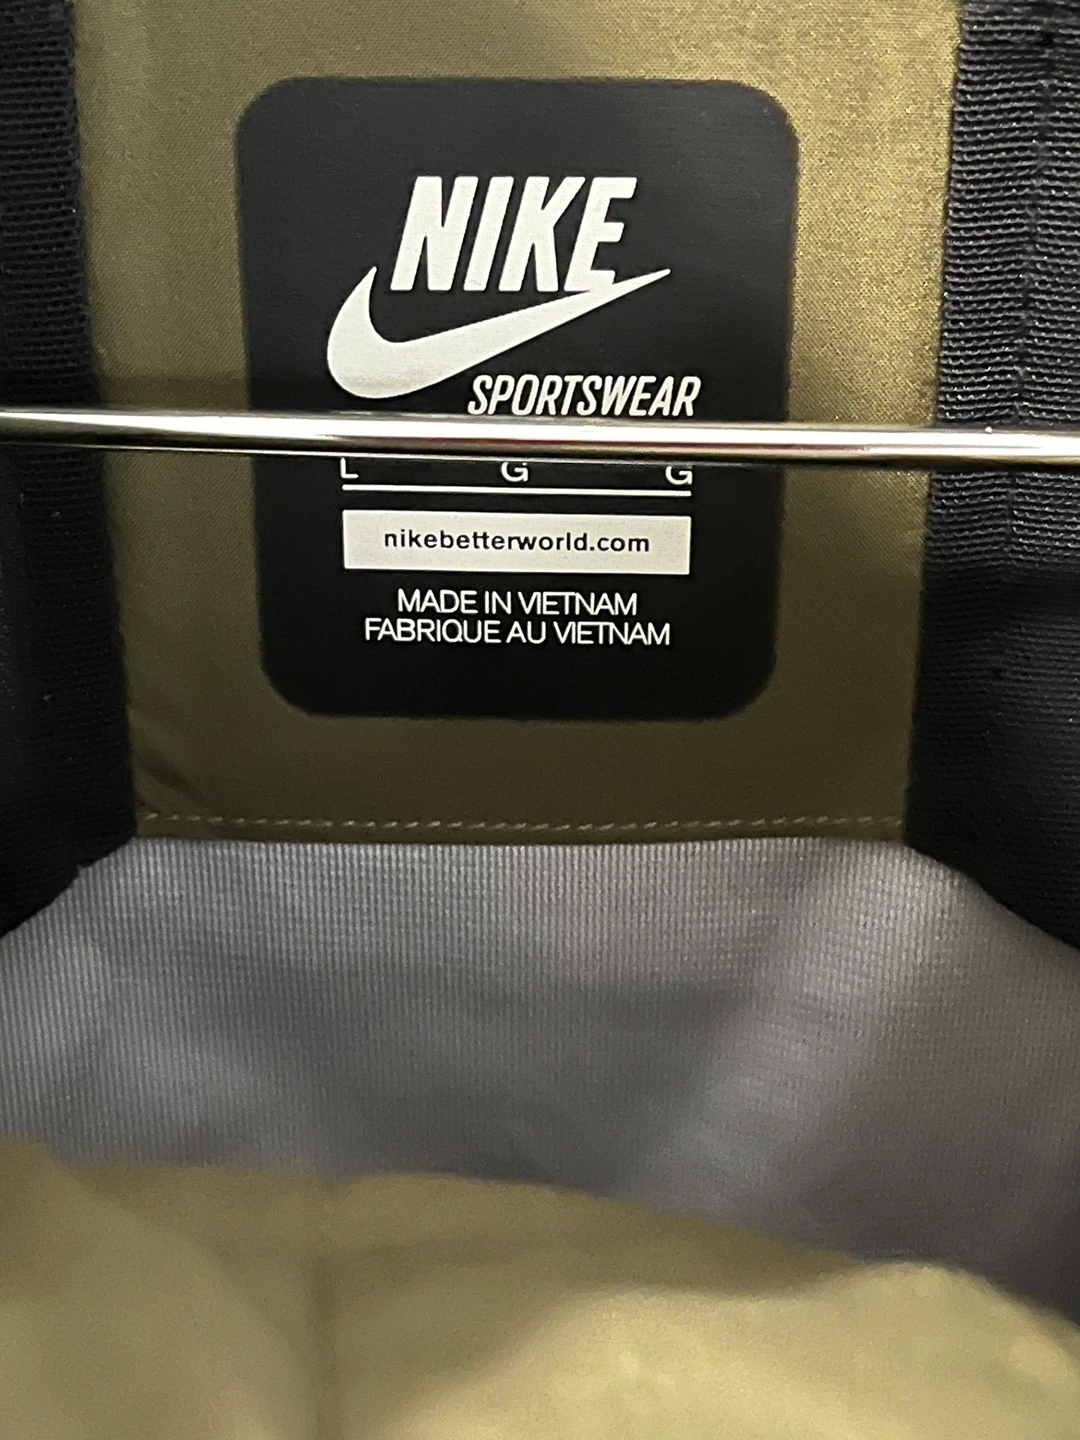 NIKE
SPORTSWEAR
L G G
nikebetterworld.com
MADE IN VIETNAM
FABRIQUE AU VIETNAM